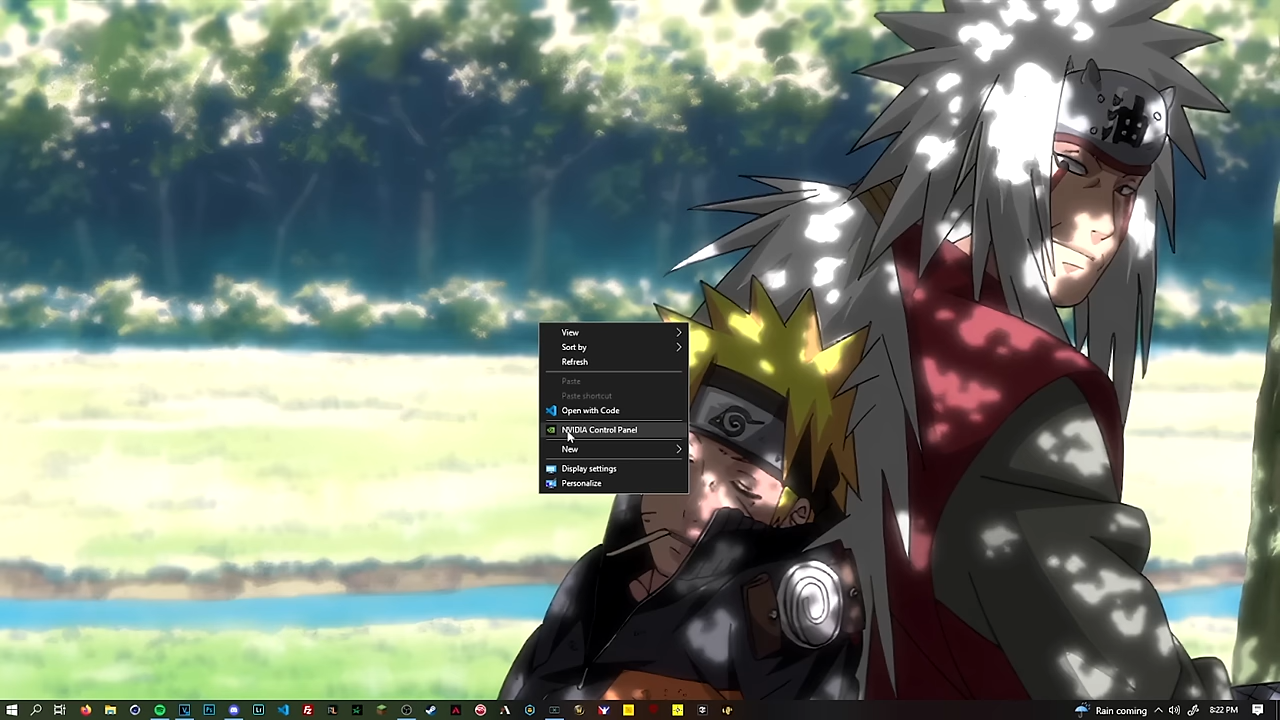 油
View
Sort by
Refresh
Paste
Paste shortcut
Open with Code
NVIDIA Control Panel
New
Display settings
Personalize
Rain coming
8:22 PM